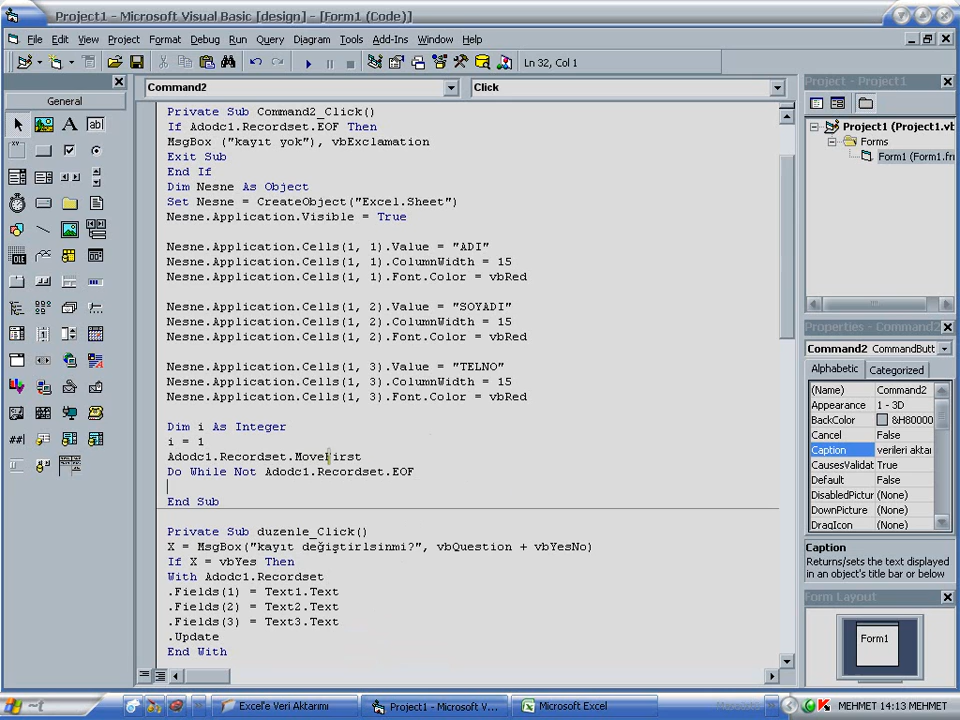 Project1 - Microsoft Visual Basic [design] - [Form1 (Code)]
File Edit View Project Format Debug Run Query Diagram Tools Add-Ins Window Help
Ln 32, Col 1
General
Command2
Click
Private Sub Command2_Click()
If Adodc1.Recordset.EOF Then
MsgBox ("kayıt yok"), vbExclamation
Exit Sub
End If
Dim Nesne As Object
Set Nesne = CreateObject("Excel.Sheet")
Nesne.Application.Visible = True
Nesne.Application.Cells(1, 1).Value = "ADI"
Nesne.Application.Cells(1, 1).ColumnWidth = 15
Nesne.Application.Cells(1, 1).Font.Color = vbRed
Nesne.Application.Cells(1, 2).Value = "SOYADI"
Nesne.Application.Cells(1, 2).ColumnWidth = 15
Nesne.Application.Cells(1, 2).Font.Color = vbRed
Nesne.Application.Cells(1, 3).Value = "TELNO"
Nesne.Application.Cells(1, 3).ColumnWidth = 15
Nesne.Application.Cells(1, 3).Font.Color = vbRed
Dim i As Integer
i = 1
Adodc1.Recordset.MoveFirst
Do While Not Adodc1.Recordset.EOF
End Sub
Private Sub duzenle_Click()
X = MsgBox("kayıt değiştirlsinmi?", vbQuestion + vbYesNo)
If X = vbYes Then
With Adodc1.Recordset
.Fields(1) = Text1.Text
.Fields(2) = Text2.Text
.Fields(3) = Text3.Text
.Update
End With
Project - Project1
Project1 (Project1.vb
Forms
Form1 (Form1.fr
Properties - Command2
Command2 CommandButt
Alphabetic Categorized
(Name) Command2
Appearance 1 - 3D
BackColor &H80000
Cancel False
Caption verileri aktar
CausesValidat True
Default False
DisabledPictur (None)
DownPicture (None)
DragIcon (None)
Caption
Returns/sets the text displayed
in an object's title bar or below
Form Layout
Form1
~t
Excel'e Veri Aktarımı
Project1 - Microsoft V...
Microsoft Excel
MEHMET 14:13 MEHMET